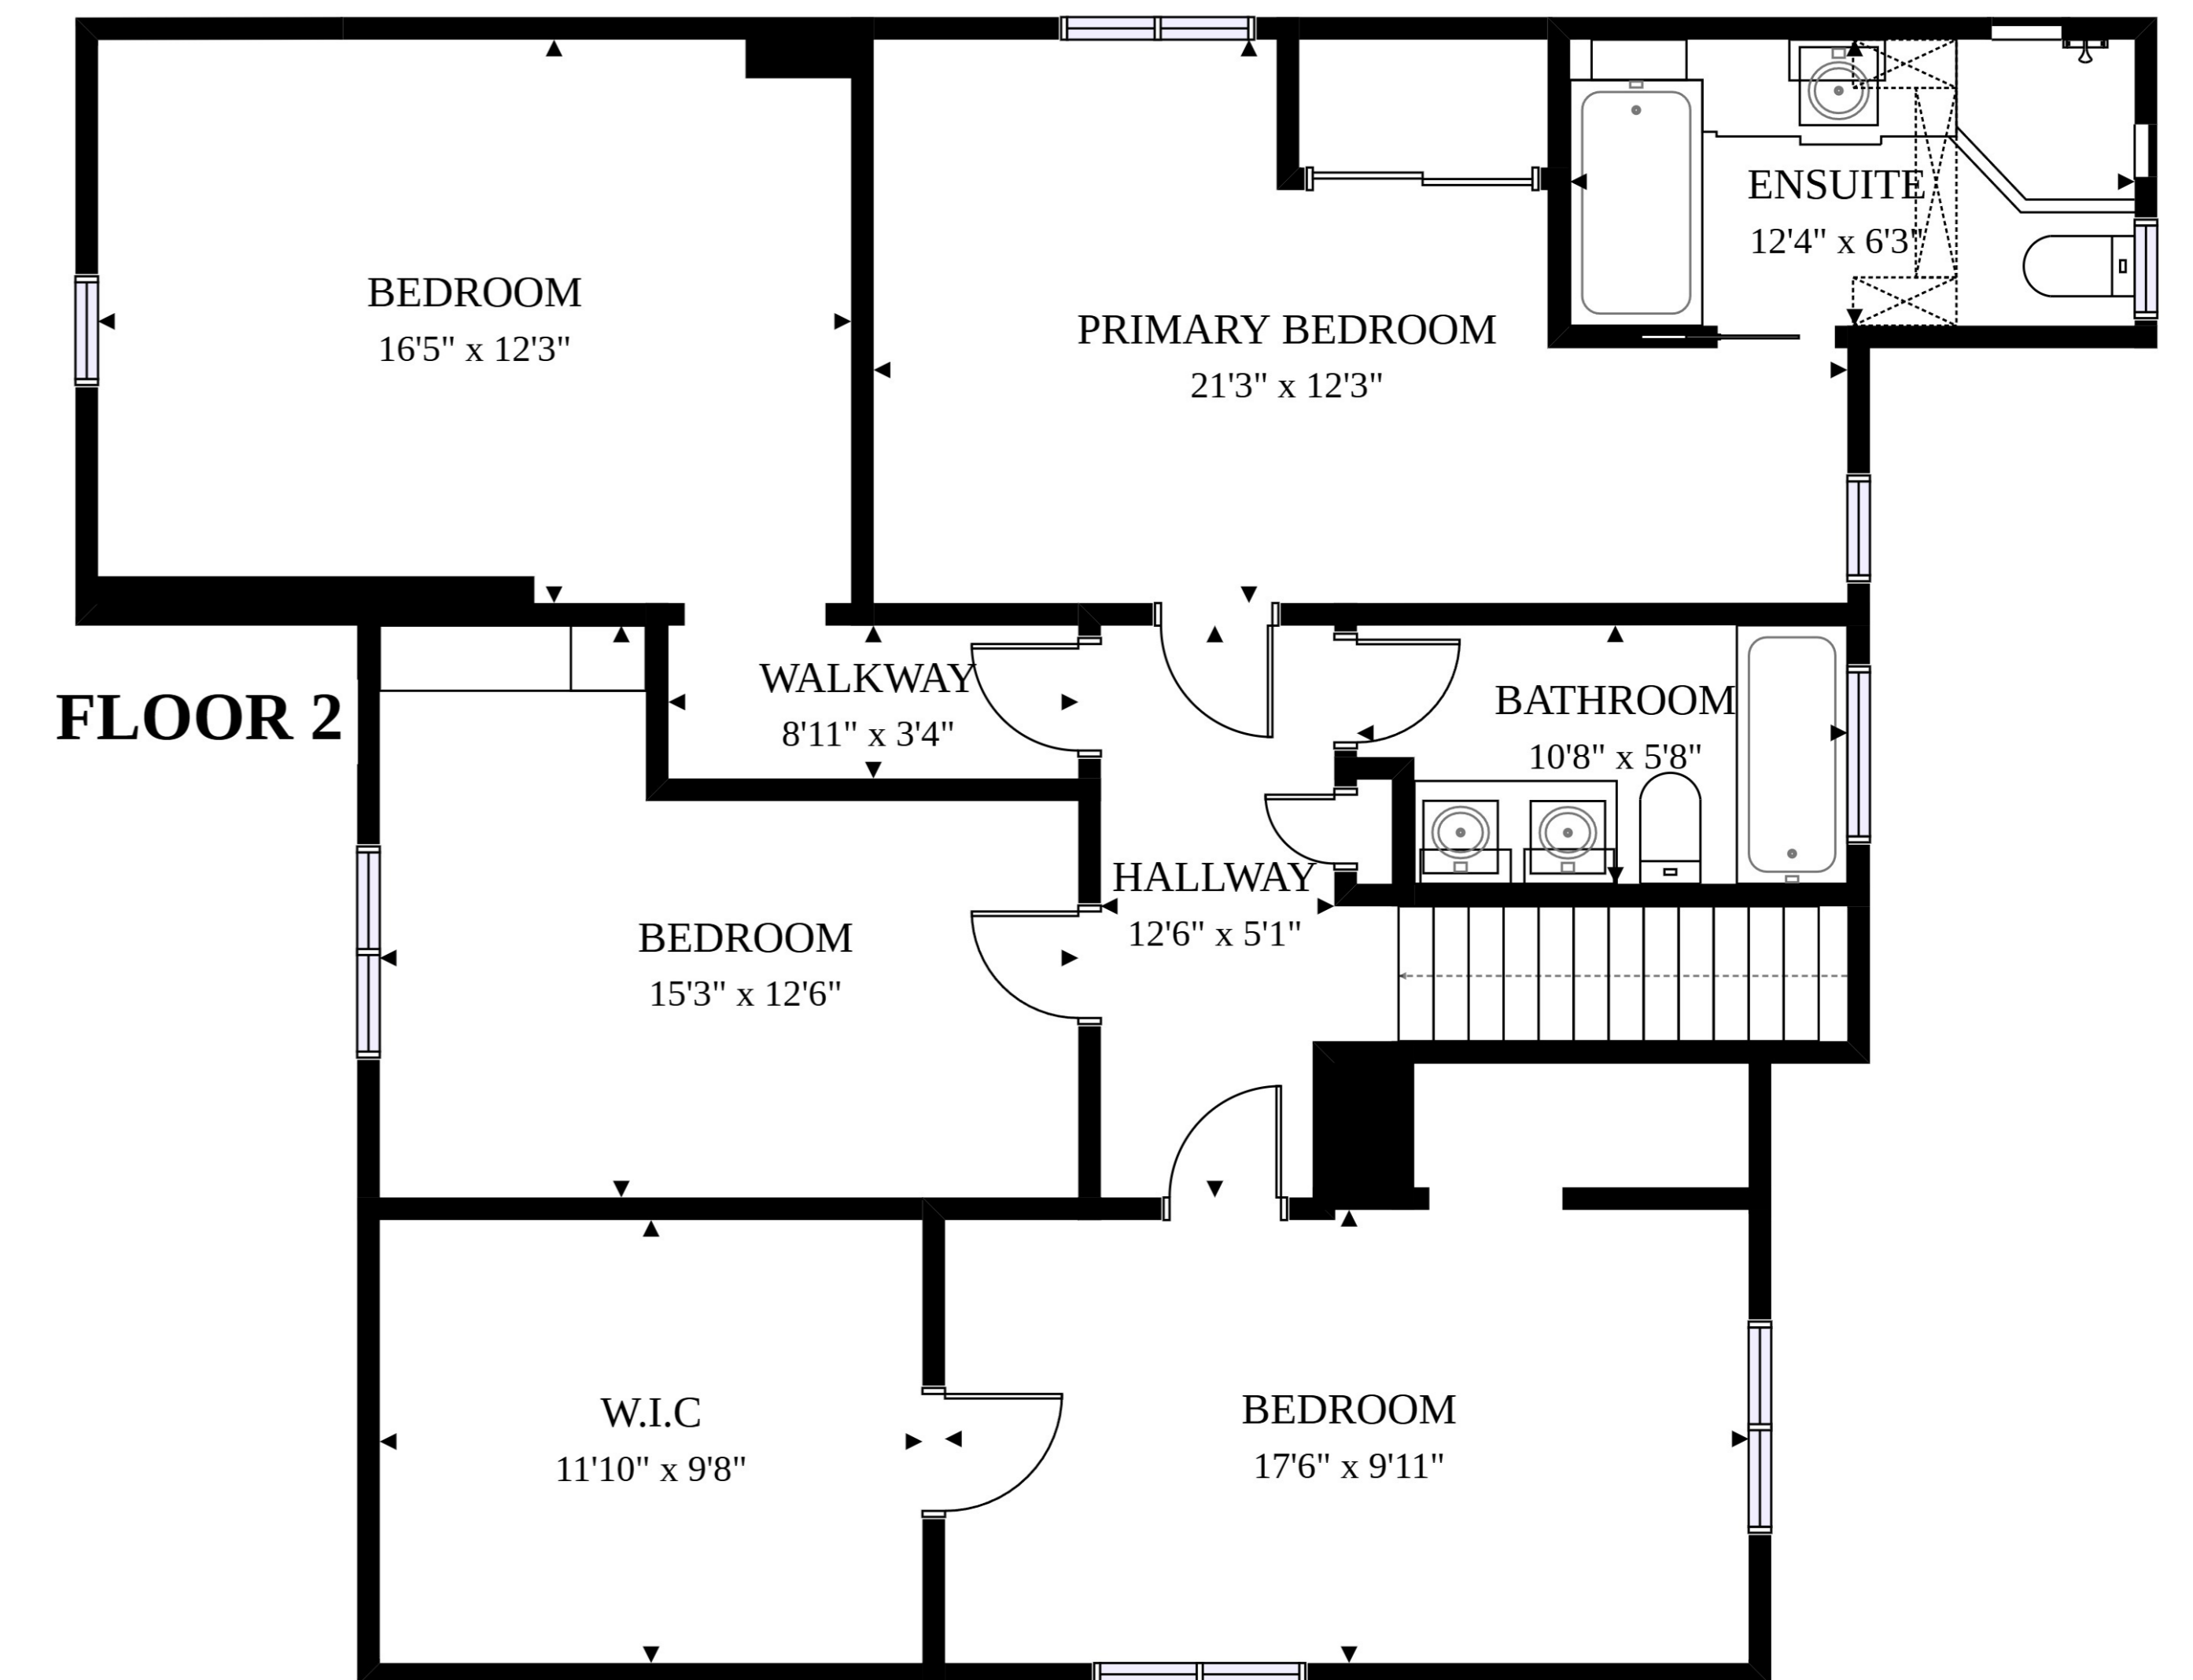 BEDROOM
16'5" x 12'3"
PRIMARY BEDROOM
21'3" x 12'3"
ENSUITE
12'4" x 6'3"
FLOOR 2
WALKWAY
8'11" x 3'4"
BATHROOM
10'8" x 5'8"
HALLWAY
12'6" x 5'1"
BEDROOM
15'3" x 12'6"
W.I.C
11'10" x 9'8"
BEDROOM
17'6" x 9'11"